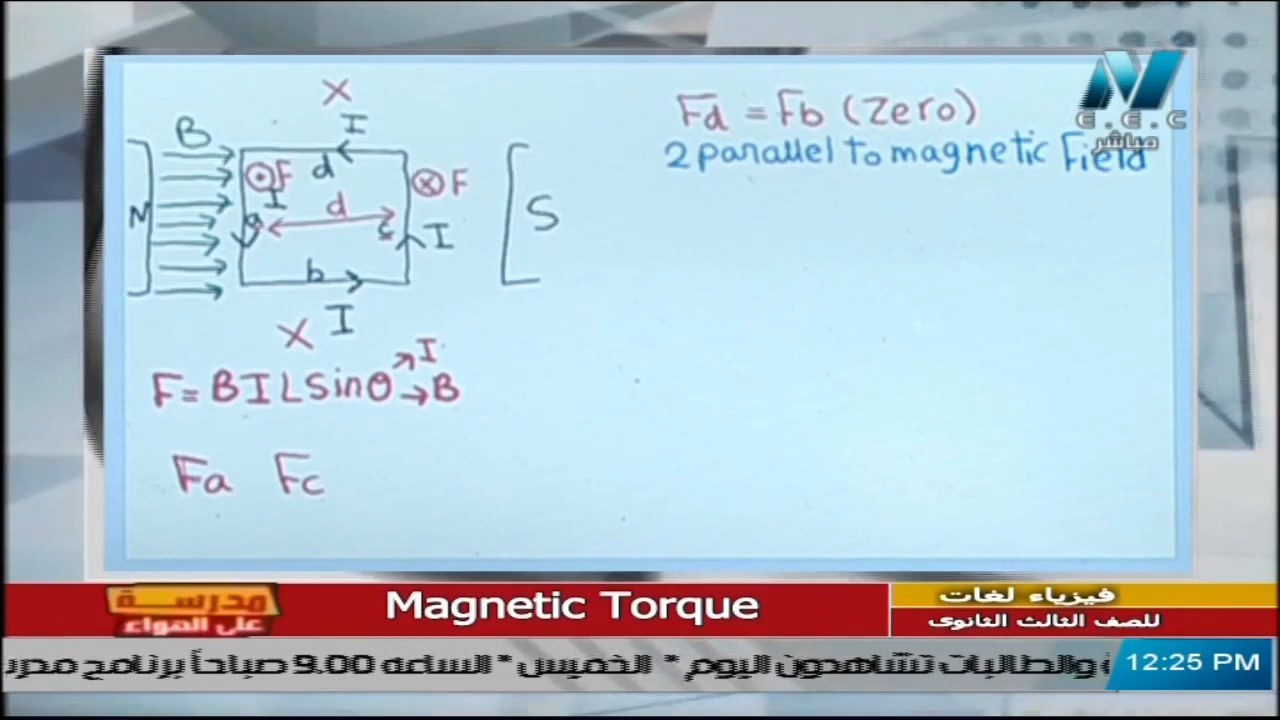 X
I
B
d
F
F
I
d
N
a
c
I
S
b
X
I
F = BILSinθ → I
→ B
Fa Fc
Fd = Fb (Zero)
2 parallel to magnetic Field
E.E.C
مباشر
مدرسة
على الهواء
Magnetic Torque
فيزياء لغات
للصف الثالث الثانوى
والطالبات تشاهدون اليوم * الخميس * الساعه 9.00 صباحاً برنامج
12:25 PM